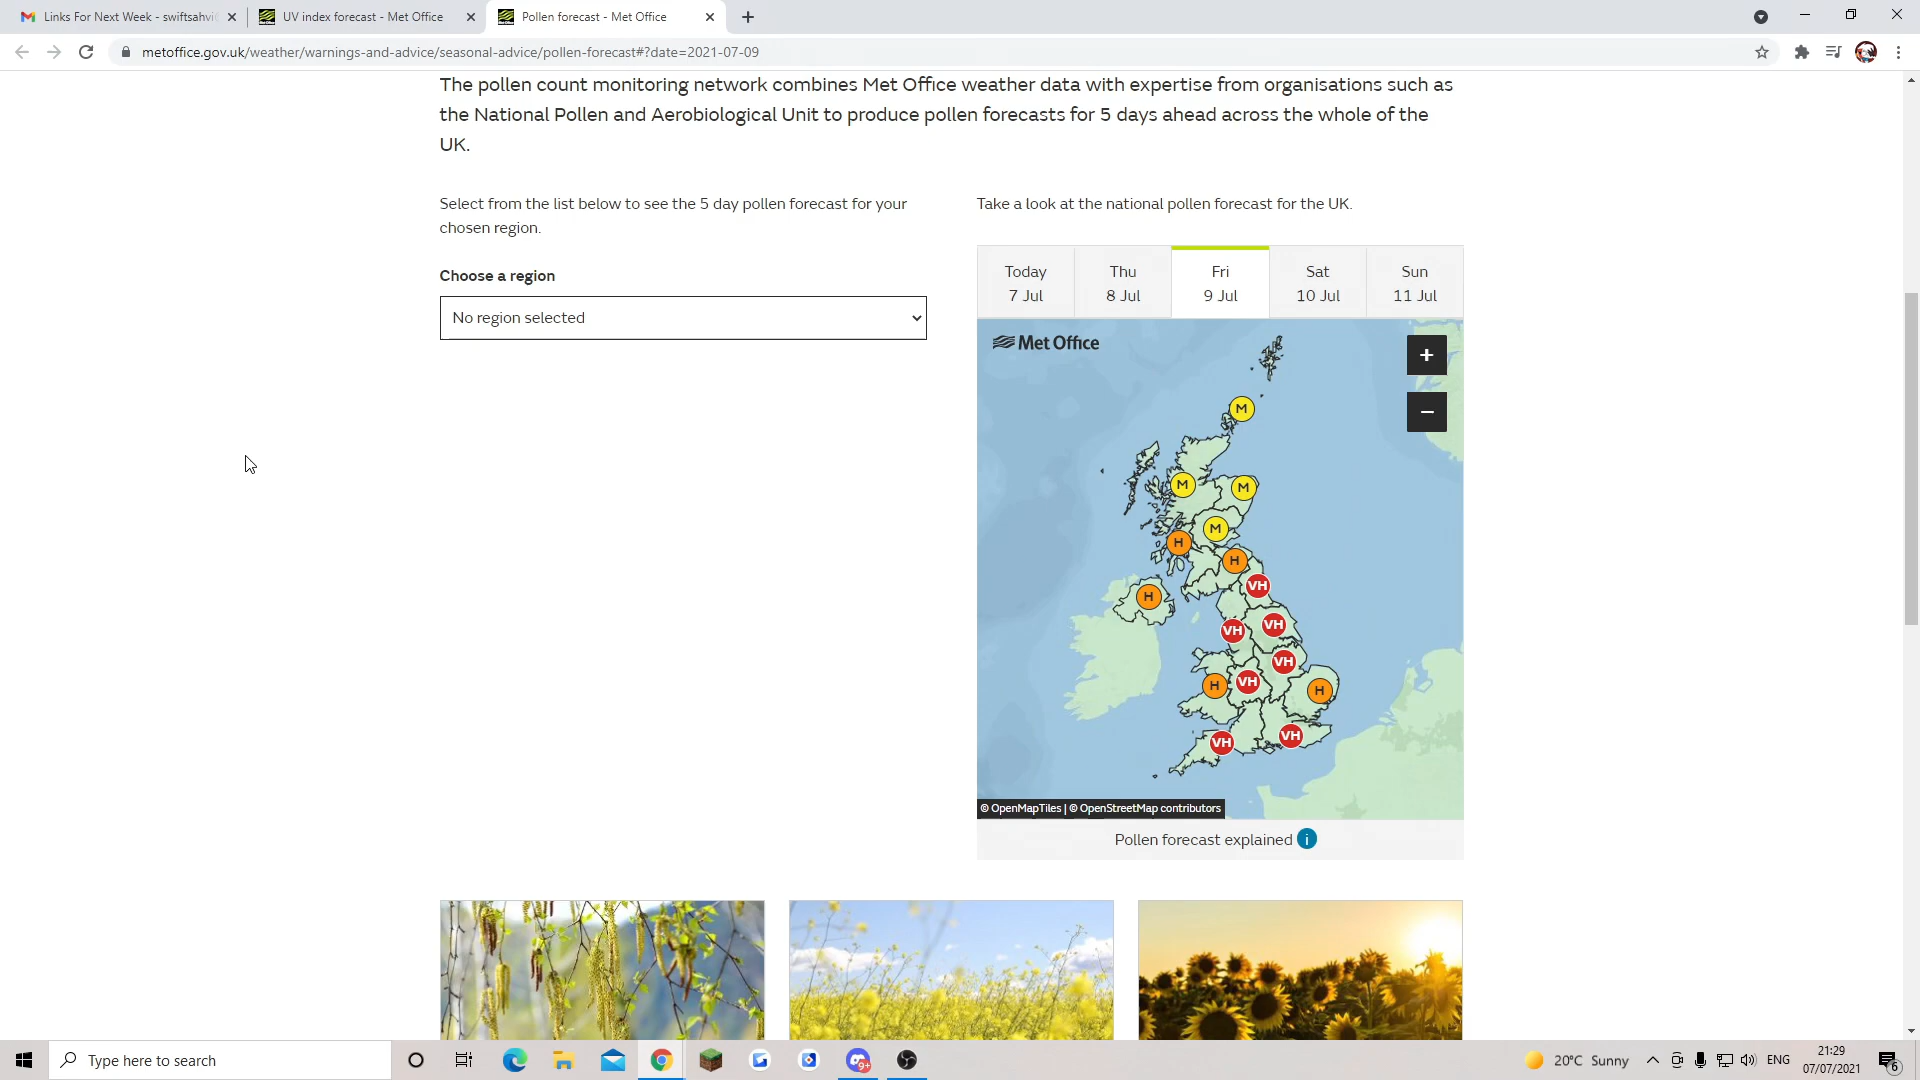 Links For Next Week - swiftsahvi
UV index forecast - Met Office
Pollen forecast - Met Office
metoffice.gov.uk/weather/warnings-and-advice/seasonal-advice/pollen-forecast#?date=2021-07-09
The pollen count monitoring network combines Met Office weather data with expertise from organisations such as
the National Pollen and Aerobiological Unit to produce pollen forecasts for 5 days ahead across the whole of the
UK.
Select from the list below to see the 5 day pollen forecast for your
chosen region.
Choose a region
No region selected
Take a look at the national pollen forecast for the UK.
Today
7 Jul
Thu
8 Jul
Fri
9 Jul
Sat
10 Jul
Sun
11 Jul
Met Office
+
−
M
M
M
M
H
H
VH
H
VH
VH
VH
VH
H
H
VH
VH
© OpenMapTiles | © OpenStreetMap contributors
Pollen forecast explained i
Type here to search
9+
20°C Sunny
ENG
21:29
07/07/2021
6